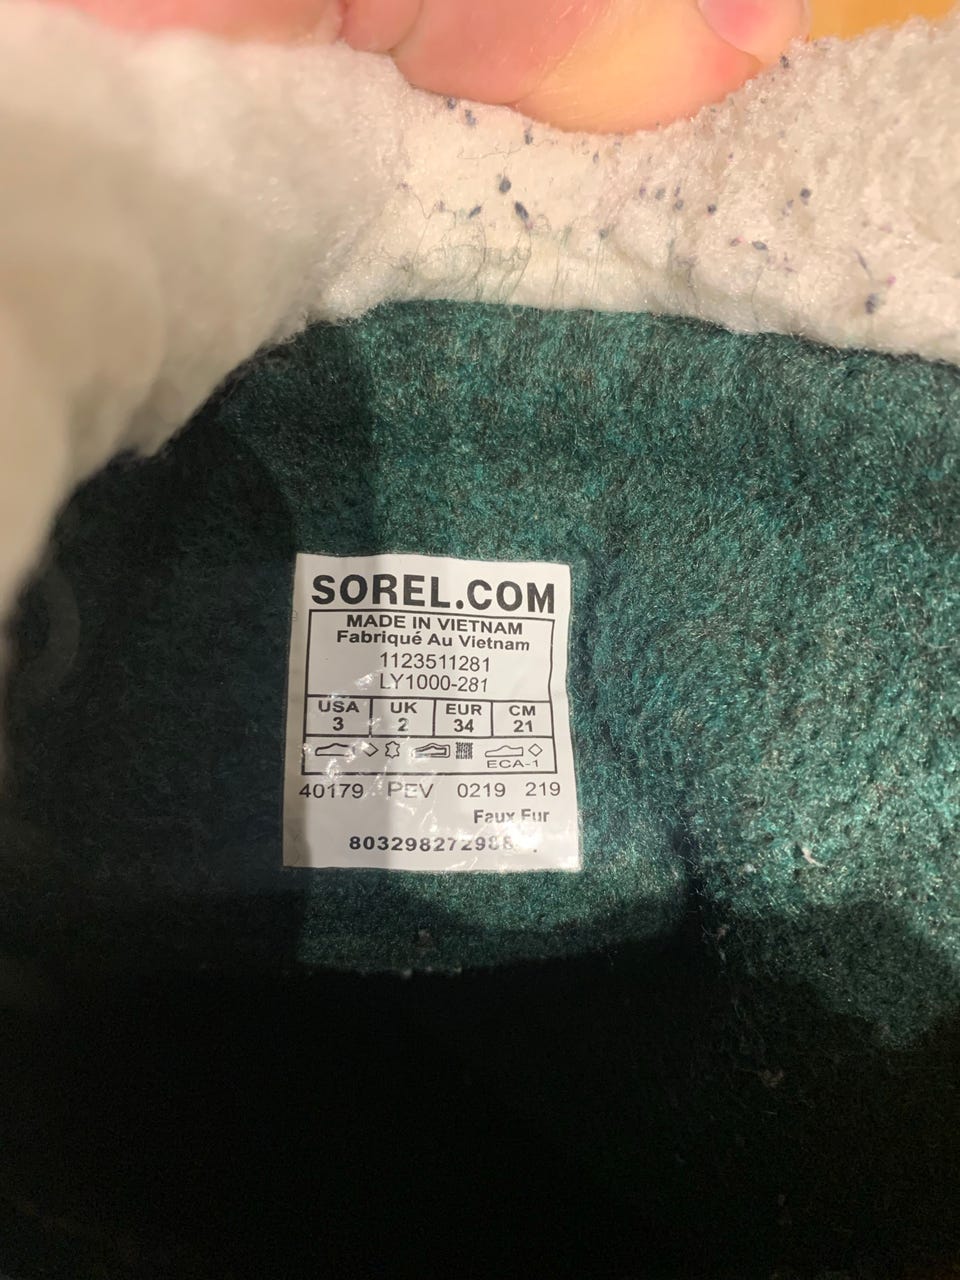 SOREL.COM
MADE IN VIETNAM
Fabriqué Au Vietnam
1123511281
LY1000-281
USA UK EUR CM
3 2 34 21
ECA-1
40179 PEV 0219 219
Faux Fur